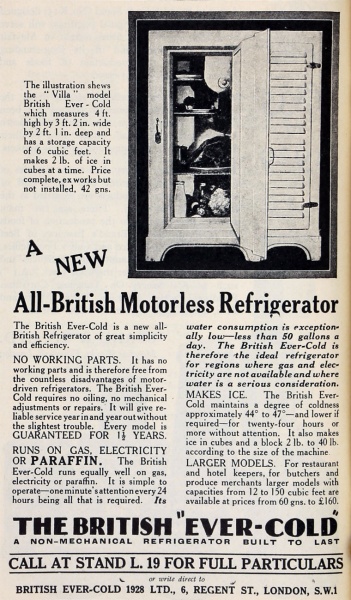 The illustration shews
the "Villa" model
British Ever-Cold
which measures 4 ft.
high by 3 ft. 2 in. wide
by 2 ft. 1 in. deep and
has a storage capacity
of 6 cubic feet. It
makes 2 lb. of ice in
cubes at a time. Price
complete, ex works but
not installed, 42 gns.
A NEW
All-British Motorless Refrigerator
The British Ever-Cold is a new all-
British Refrigerator of great simplicity
and efficiency.
NO WORKING PARTS. It has no
working parts and is therefore free from
the countless disadvantages of motor-
driven refrigerators. The British Ever-
Cold requires no oiling, no mechanical
adjustments or repairs. It will give re-
liable service year in and year out without
the slightest trouble. Every model is
GUARANTEED FOR 1½ YEARS.
RUNS ON GAS, ELECTRICITY
OR PARAFFIN. The British
Ever-Cold runs equally well on gas,
electricity or paraffin. It is simple to
operate—one minute's attention every 24
hours being all that is required. Its
water consumption is exception-
ally low—less than 50 gallons a
day. The British Ever-Cold is
therefore the ideal refrigerator
for regions where gas and elec-
tricity are not available and where
water is a serious consideration.
MAKES ICE. The British Ever-
Cold maintains a degree of coldness
approximately 44° to 47°—and lower if
required—for twenty-four hours or
more without attention. It also makes
ice in cubes and a block 2 lb. to 40 lb.
according to the size of the machine
LARGER MODELS. For restaurant
and hotel keepers, for butchers and
produce merchants larger models with
capacities from 12 to 150 cubic feet are
available at prices from 60 gns. to £160.
THE BRITISH "EVER-COLD"
A NON-MECHANICAL REFRIGERATOR BUILT TO LAST
CALL AT STAND L. 19 FOR FULL PARTICULARS
or write direct to
BRITISH EVER-COLD 1928 LTD., 6, REGENT ST., LONDON, S.W.1